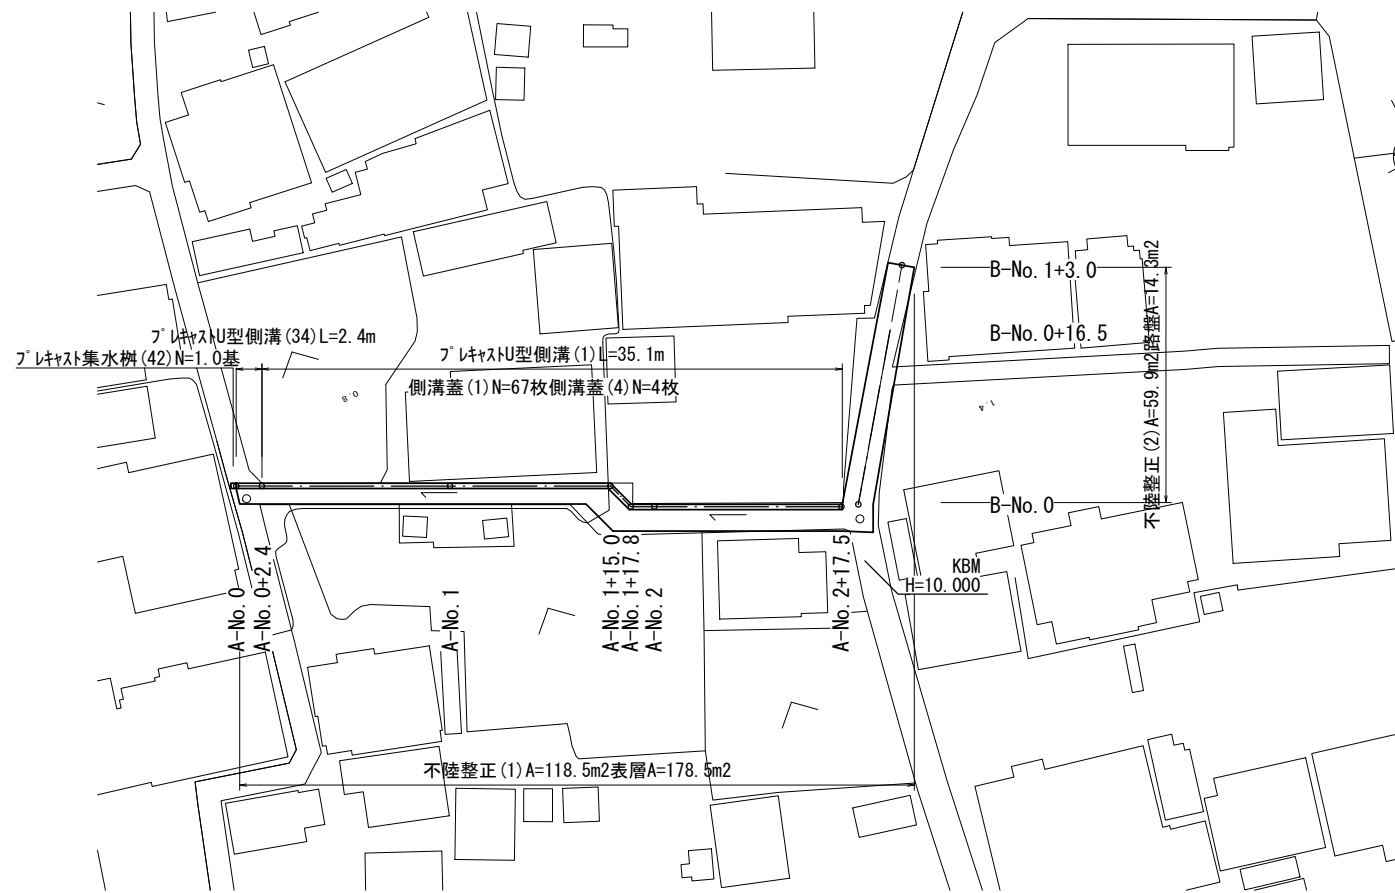 B-No.1+3.0
不陸整正(2)A=59.9m2路盤A=14.3m2
B-No.0+16.5
ﾌﾟﾚｷｬｽﾄU型側溝(34)L=2.4m
ﾌﾟﾚｷｬｽﾄ集水桝(42)N=1.0基
ﾌﾟﾚｷｬｽﾄU型側溝(1)L=35.1m
側溝蓋(1)N=67枚側溝蓋(4)N=4枚
0.8
1.4
B-No.0
KBM
H=10.000
A-No.0
A-No.0+2.4
A-No.1
A-No.1+15.0
A-No.1+17.8
A-No.2
A-No.2+17.5
不陸整正(1)A=118.5m2表層A=178.5m2